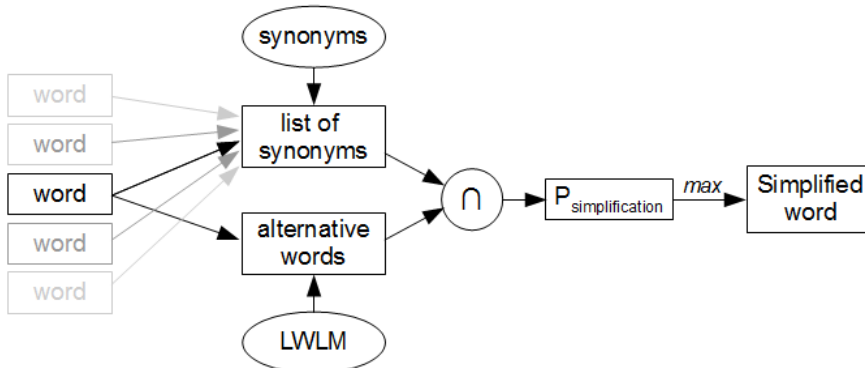 synonyms
word
word
word
word
word
list of
synonyms
alternative
words
LWLM
∩
P simplification
max
Simplified
word